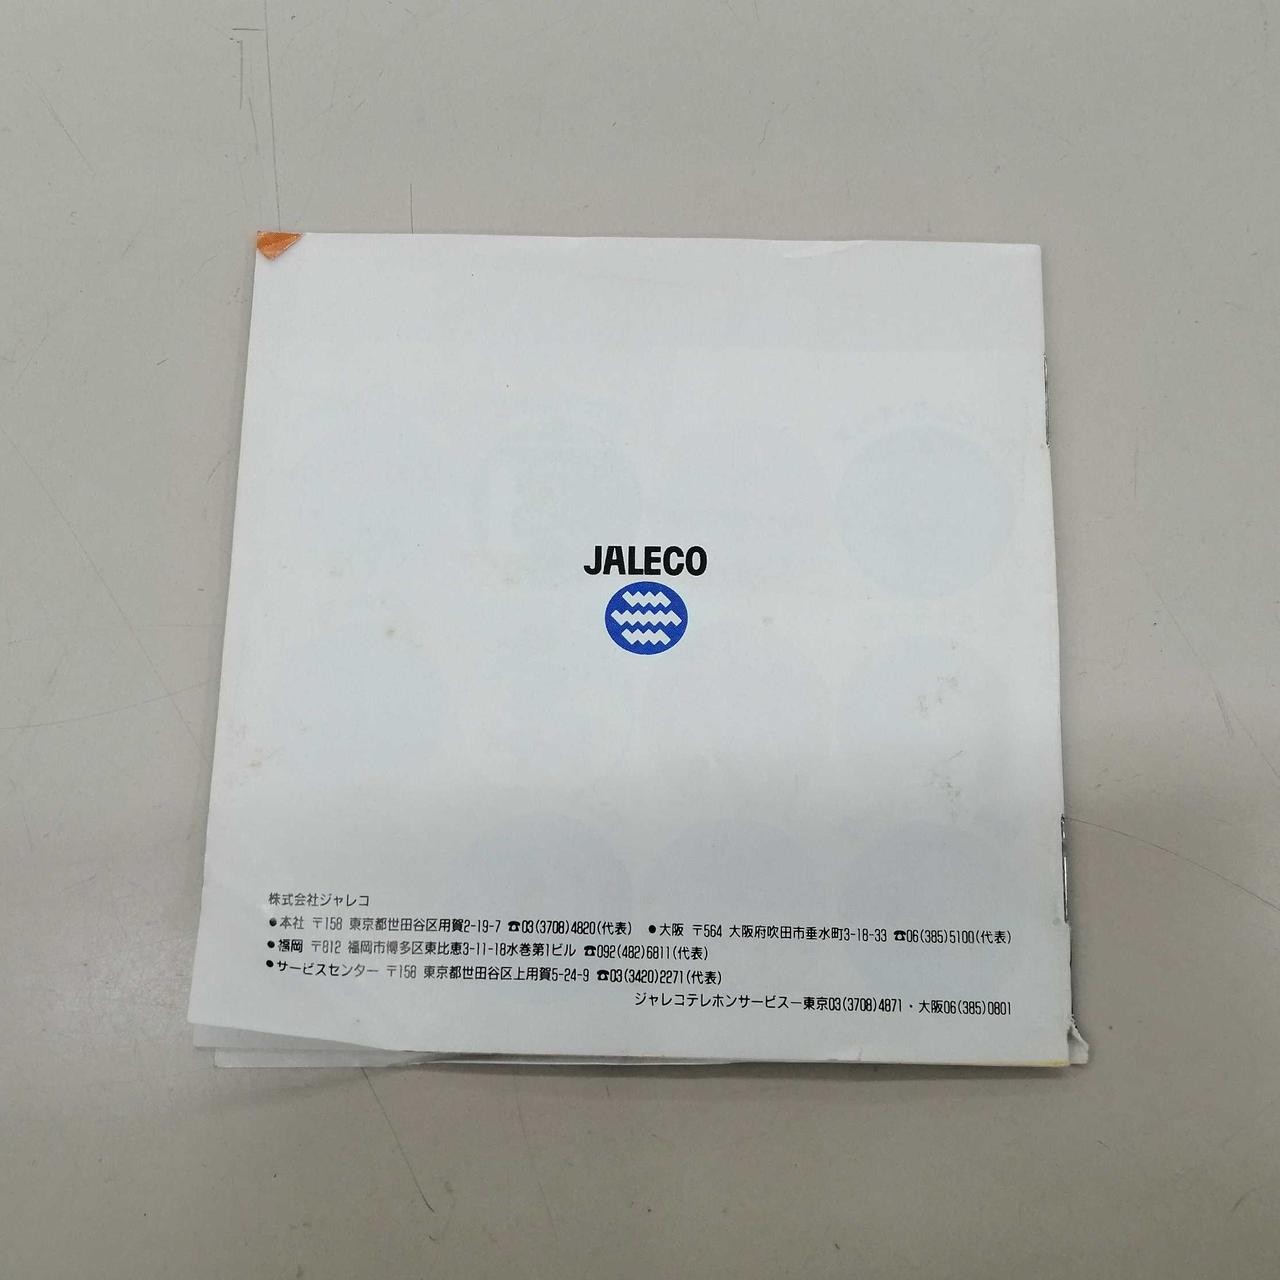 JALECO
株式会社ジャレコ
●本社 〒158 東京都世田谷区用賀2-19-7 ☎03(3708)4820(代表) ●大阪 〒564 大阪府吹田市垂水町3-18-33 ☎06(385)5100(代表)
●福岡 〒812 福岡市博多区東比恵3-11-18水巻第1ビル ☎092(482)6811(代表)
●サービスセンター 〒158 東京都世田谷区上用賀5-24-9 ☎03(3420)2271(代表)
ジャレコテレホンサービス—東京03(3708)4871・大阪06(385)0801